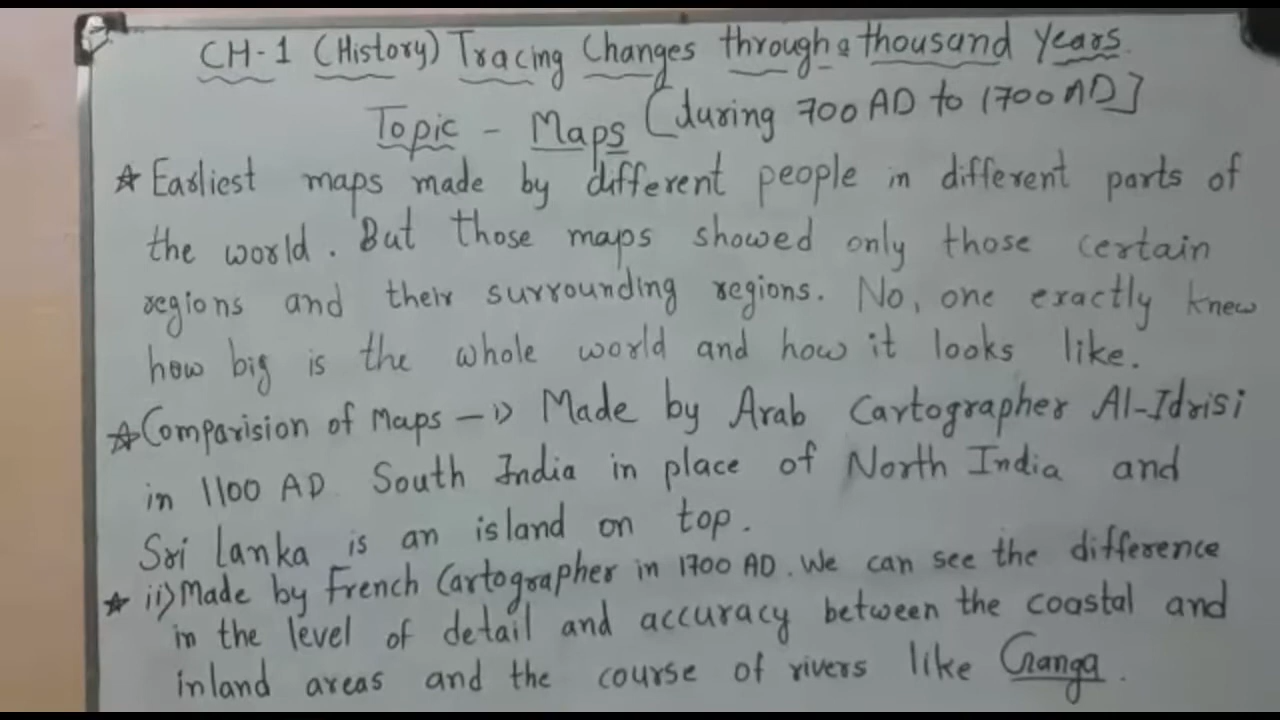 CH-1 (History) Tracing Changes through a thousand years.
Topic - Maps [during 700 AD to 1700 AD]
☆ Earliest maps made by different people in different parts of
the world. But those maps showed only those certain
regions and their surrounding regions. No, one exactly knew
how big is the whole world and how it looks like.
☆ Comparision of Maps - i) Made by Arab Cartographer Al-Idrisi
in 1100 AD. South India in place of North India and
Sri Lanka is an island on top.
☆ ii) Made by French Cartographer in 1700 AD. We can see the difference
in the level of detail and accuracy between the coastal and
inland areas and the course of rivers like Ganga.